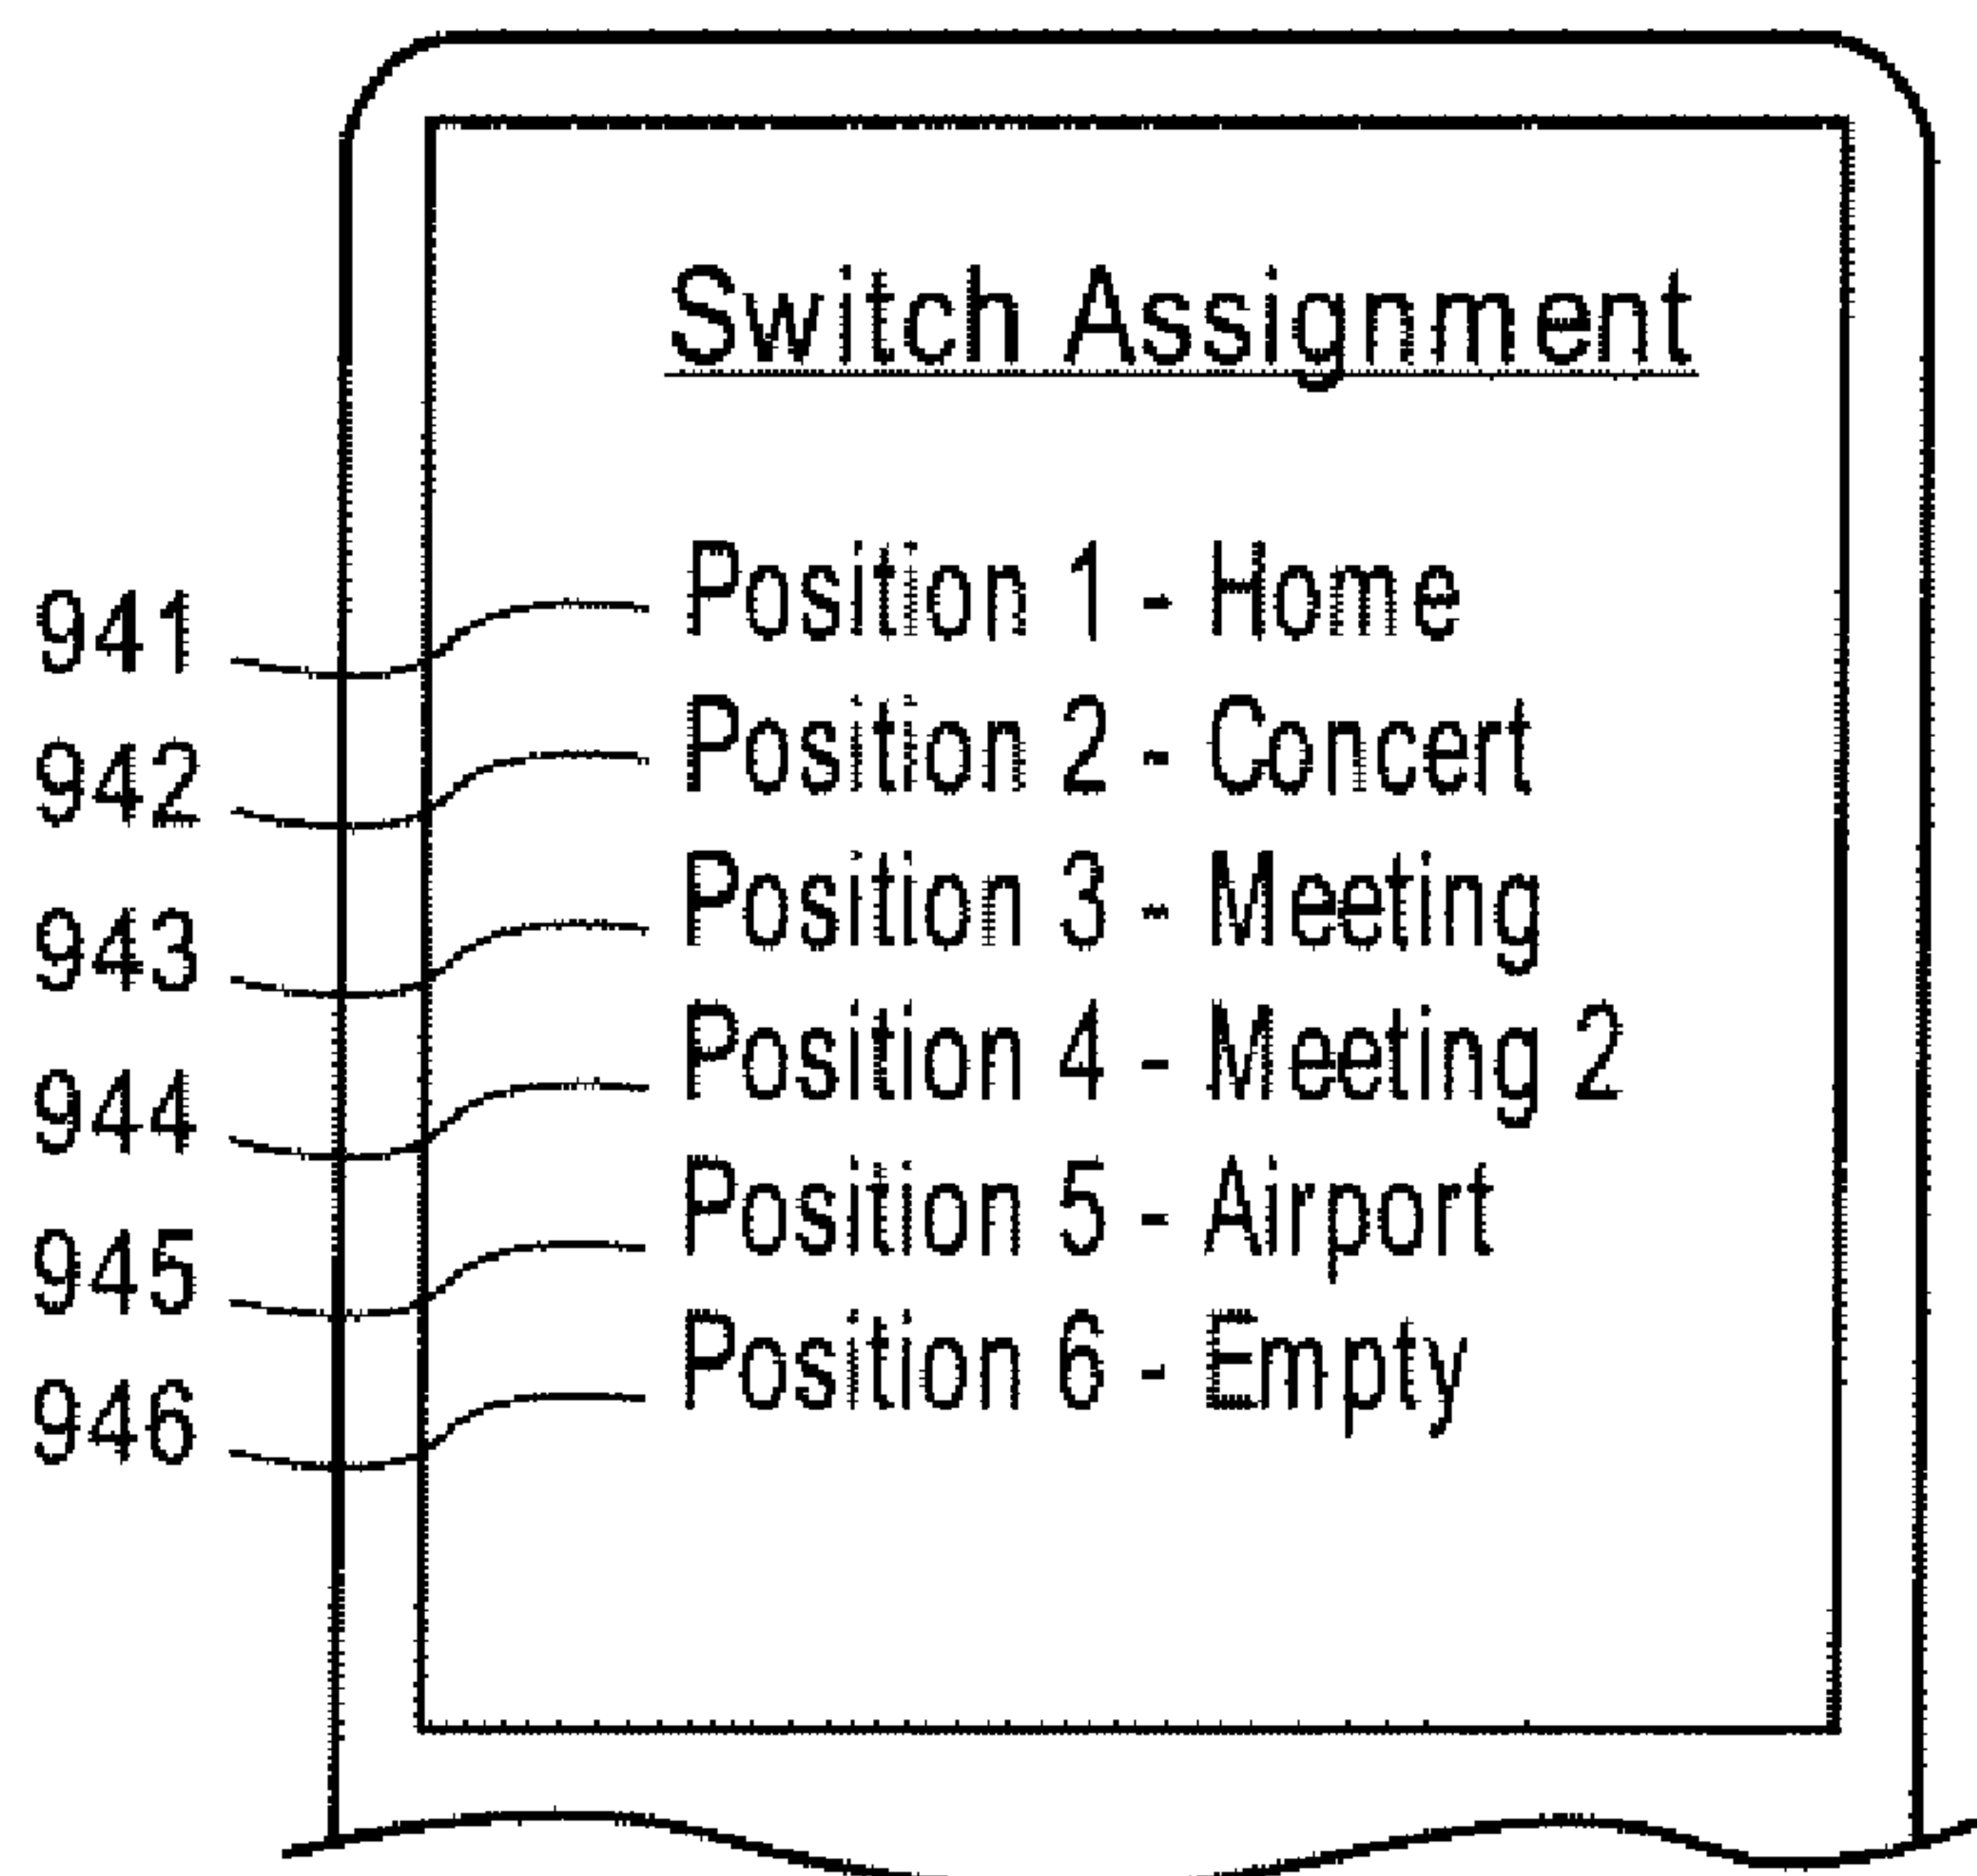 Switch Assignment
941 Position 1 - Home
942 Position 2 - Concert
943 Position 3 - Meeting
944 Position 4 - Meeting 2
945 Position 5 - Airport
946 Position 6 - Empty